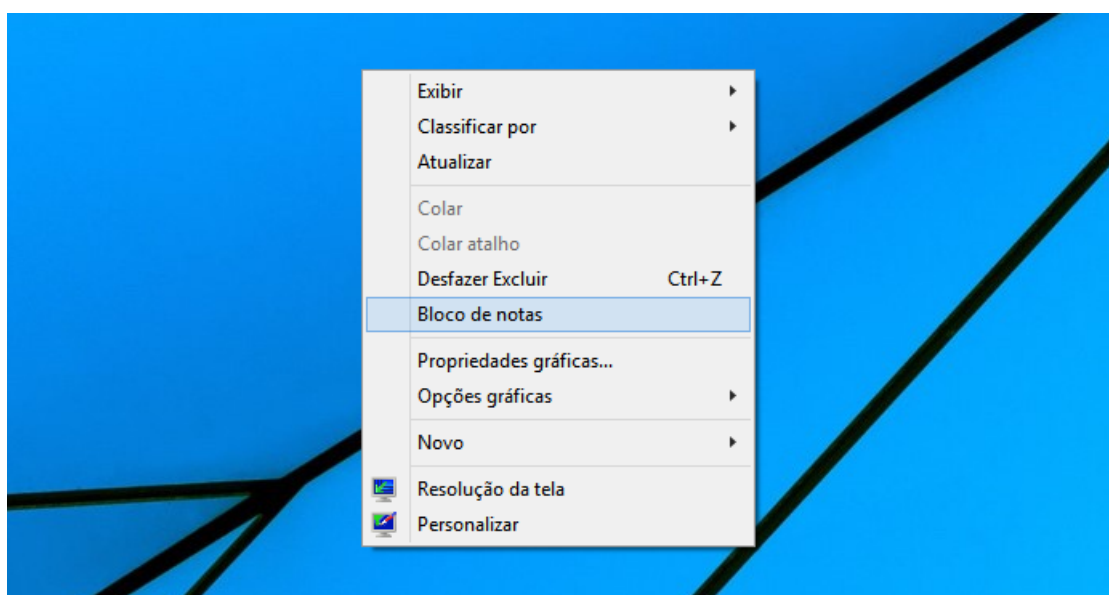 Exibir
Classificar por
Atualizar
Colar
Colar atalho
Desfazer Excluir Ctrl+Z
Bloco de notas
Propriedades gráficas...
Opções gráficas
Novo
Resolução da tela
Personalizar